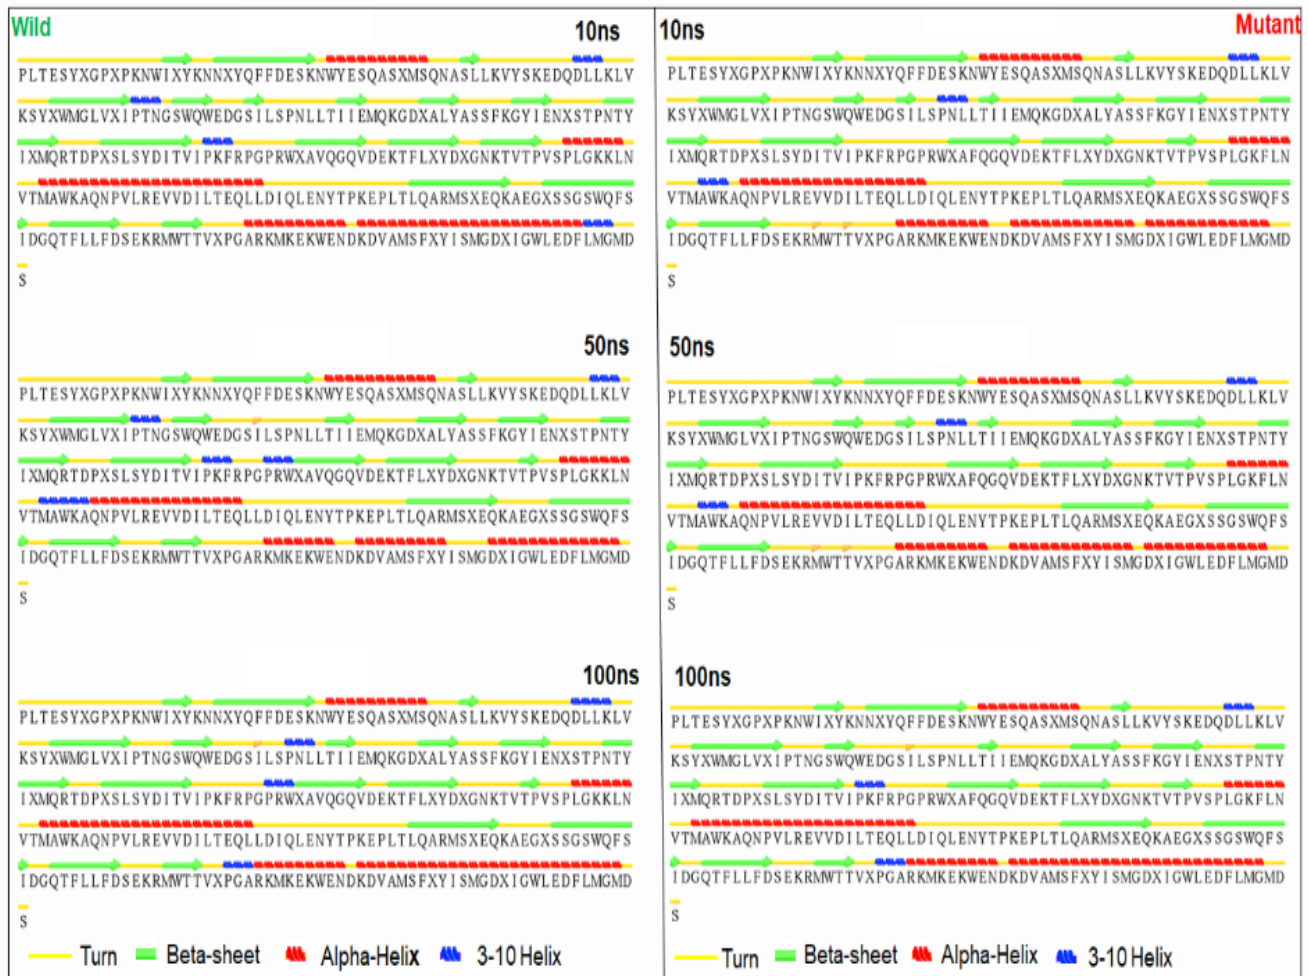 Wild
10ns
PLTESYXGPXPKNWIXYKNNXYQFFDESKNWYESQASXMSQNASLLKVYSKEDQDLLKLV
KSYXWMGLVXIPTNGSWQWEDGSILSPNLLTIIEMQKGDXALYASSFKGYIENXSTPNTY
IXMQRTDPXSLSYDITVIPKFRPGPRWXAVQGQVDEKTFLXYDXGNKTVTPVSPLGKKLN
VTMAWKAQNPVLREVVDILTEQLLDIQLENYTPKEPLTLQARMSXEQKAEGXSSGSWQFS
IDGQTFLLFDSEKRMWTTVXPGARKMKEKWENDKDVAMSFXYISMGDXIGWLEDFLMGMD
S
50ns
PLTESYXGPXPKNWIXYKNNXYQFFDESKNWYESQASXMSQNASLLKVYSKEDQDLLKLV
KSYXWMGLVXIPTNGSWQWEDGSILSPNLLTIIEMQKGDXALYASSFKGYIENXSTPNTY
IXMQRTDPXSLSYDITVIPKFRPGPRWXAVQGQVDEKTFLXYDXGNKTVTPVSPLGKKLN
VTMAWKAQNPVLREVVDILTEQLLDIQLENYTPKEPLTLQARMSXEQKAEGXSSGSWQFS
IDGQTFLLFDSEKRMWTTVXPGARKMKEKWENDKDVAMSFXYISMGDXIGWLEDFLMGMD
S
100ns
PLTESYXGPXPKNWIXYKNNXYQFFDESKNWYESQASXMSQNASLLKVYSKEDQDLLKLV
KSYXWMGLVXIPTNGSWQWEDGSILSPNLLTIIEMQKGDXALYASSFKGYIENXSTPNTY
IXMQRTDPXSLSYDITVIPKFRPGPRWXAVQGQVDEKTFLXYDXGNKTVTPVSPLGKKLN
VTMAWKAQNPVLREVVDILTEQLLDIQLENYTPKEPLTLQARMSXEQKAEGXSSGSWQFS
IDGQTFLLFDSEKRMWTTVXPGARKMKEKWENDKDVAMSFXYISMGDXIGWLEDFLMGMD
S
Turn Beta-sheet Alpha-Helix 3-10 Helix
10ns
Mutant
PLTESYXGPXPKNWIXYKNNXYQFFDESKNWYESQASXMSQNASLLKVYSKEDQDLLKLV
KSYXWMGLVXIPTNGSWQWEDGSILSPNLLTIIEMQKGDXALYASSFKGYIENXSTPNTY
IXMQRTDPXSLSYDITVIPKFRPGPRWXAFQGQVDEKTFLXYDXGNKTVTPVSPLGKFLN
VTMAWKAQNPVLREVVDILTEQLLDIQLENYTPKEPLTLQARMSXEQKAEGXSSGSWQFS
IDGQTFLLFDSEKRMWTTVXPGARKMKEKWENDKDVAMSFXYISMGDXIGWLEDFLMGMD
S
50ns
PLTESYXGPXPKNWIXYKNNXYQFFDESKNWYESQASXMSQNASLLKVYSKEDQDLLKLV
KSYXWMGLVXIPTNGSWQWEDGSILSPNLLTIIEMQKGDXALYASSFKGYIENXSTPNTY
IXMQRTDPXSLSYDITVIPKFRPGPRWXAFQGQVDEKTFLXYDXGNKTVTPVSPLGKFLN
VTMAWKAQNPVLREVVDILTEQLLDIQLENYTPKEPLTLQARMSXEQKAEGXSSGSWQFS
IDGQTFLLFDSEKRMWTTVXPGARKMKEKWENDKDVAMSFXYISMGDXIGWLEDFLMGMD
S
100ns
PLTESYXGPXPKNWIXYKNNXYQFFDESKNWYESQASXMSQNASLLKVYSKEDQDLLKLV
KSYXWMGLVXIPTNGSWQWEDGSILSPNLLTIIEMQKGDXALYASSFKGYIENXSTPNTY
IXMQRTDPXSLSYDITVIPKFRPGPRWXAFQGQVDEKTFLXYDXGNKTVTPVSPLGKFLN
VTMAWKAQNPVLREVVDILTEQLLDIQLENYTPKEPLTLQARMSXEQKAEGXSSGSWQFS
IDGQTFLLFDSEKRMWTTVXPGARKMKEKWENDKDVAMSFXYISMGDXIGWLEDFLMGMD
S
Turn Beta-sheet Alpha-Helix 3-10 Helix